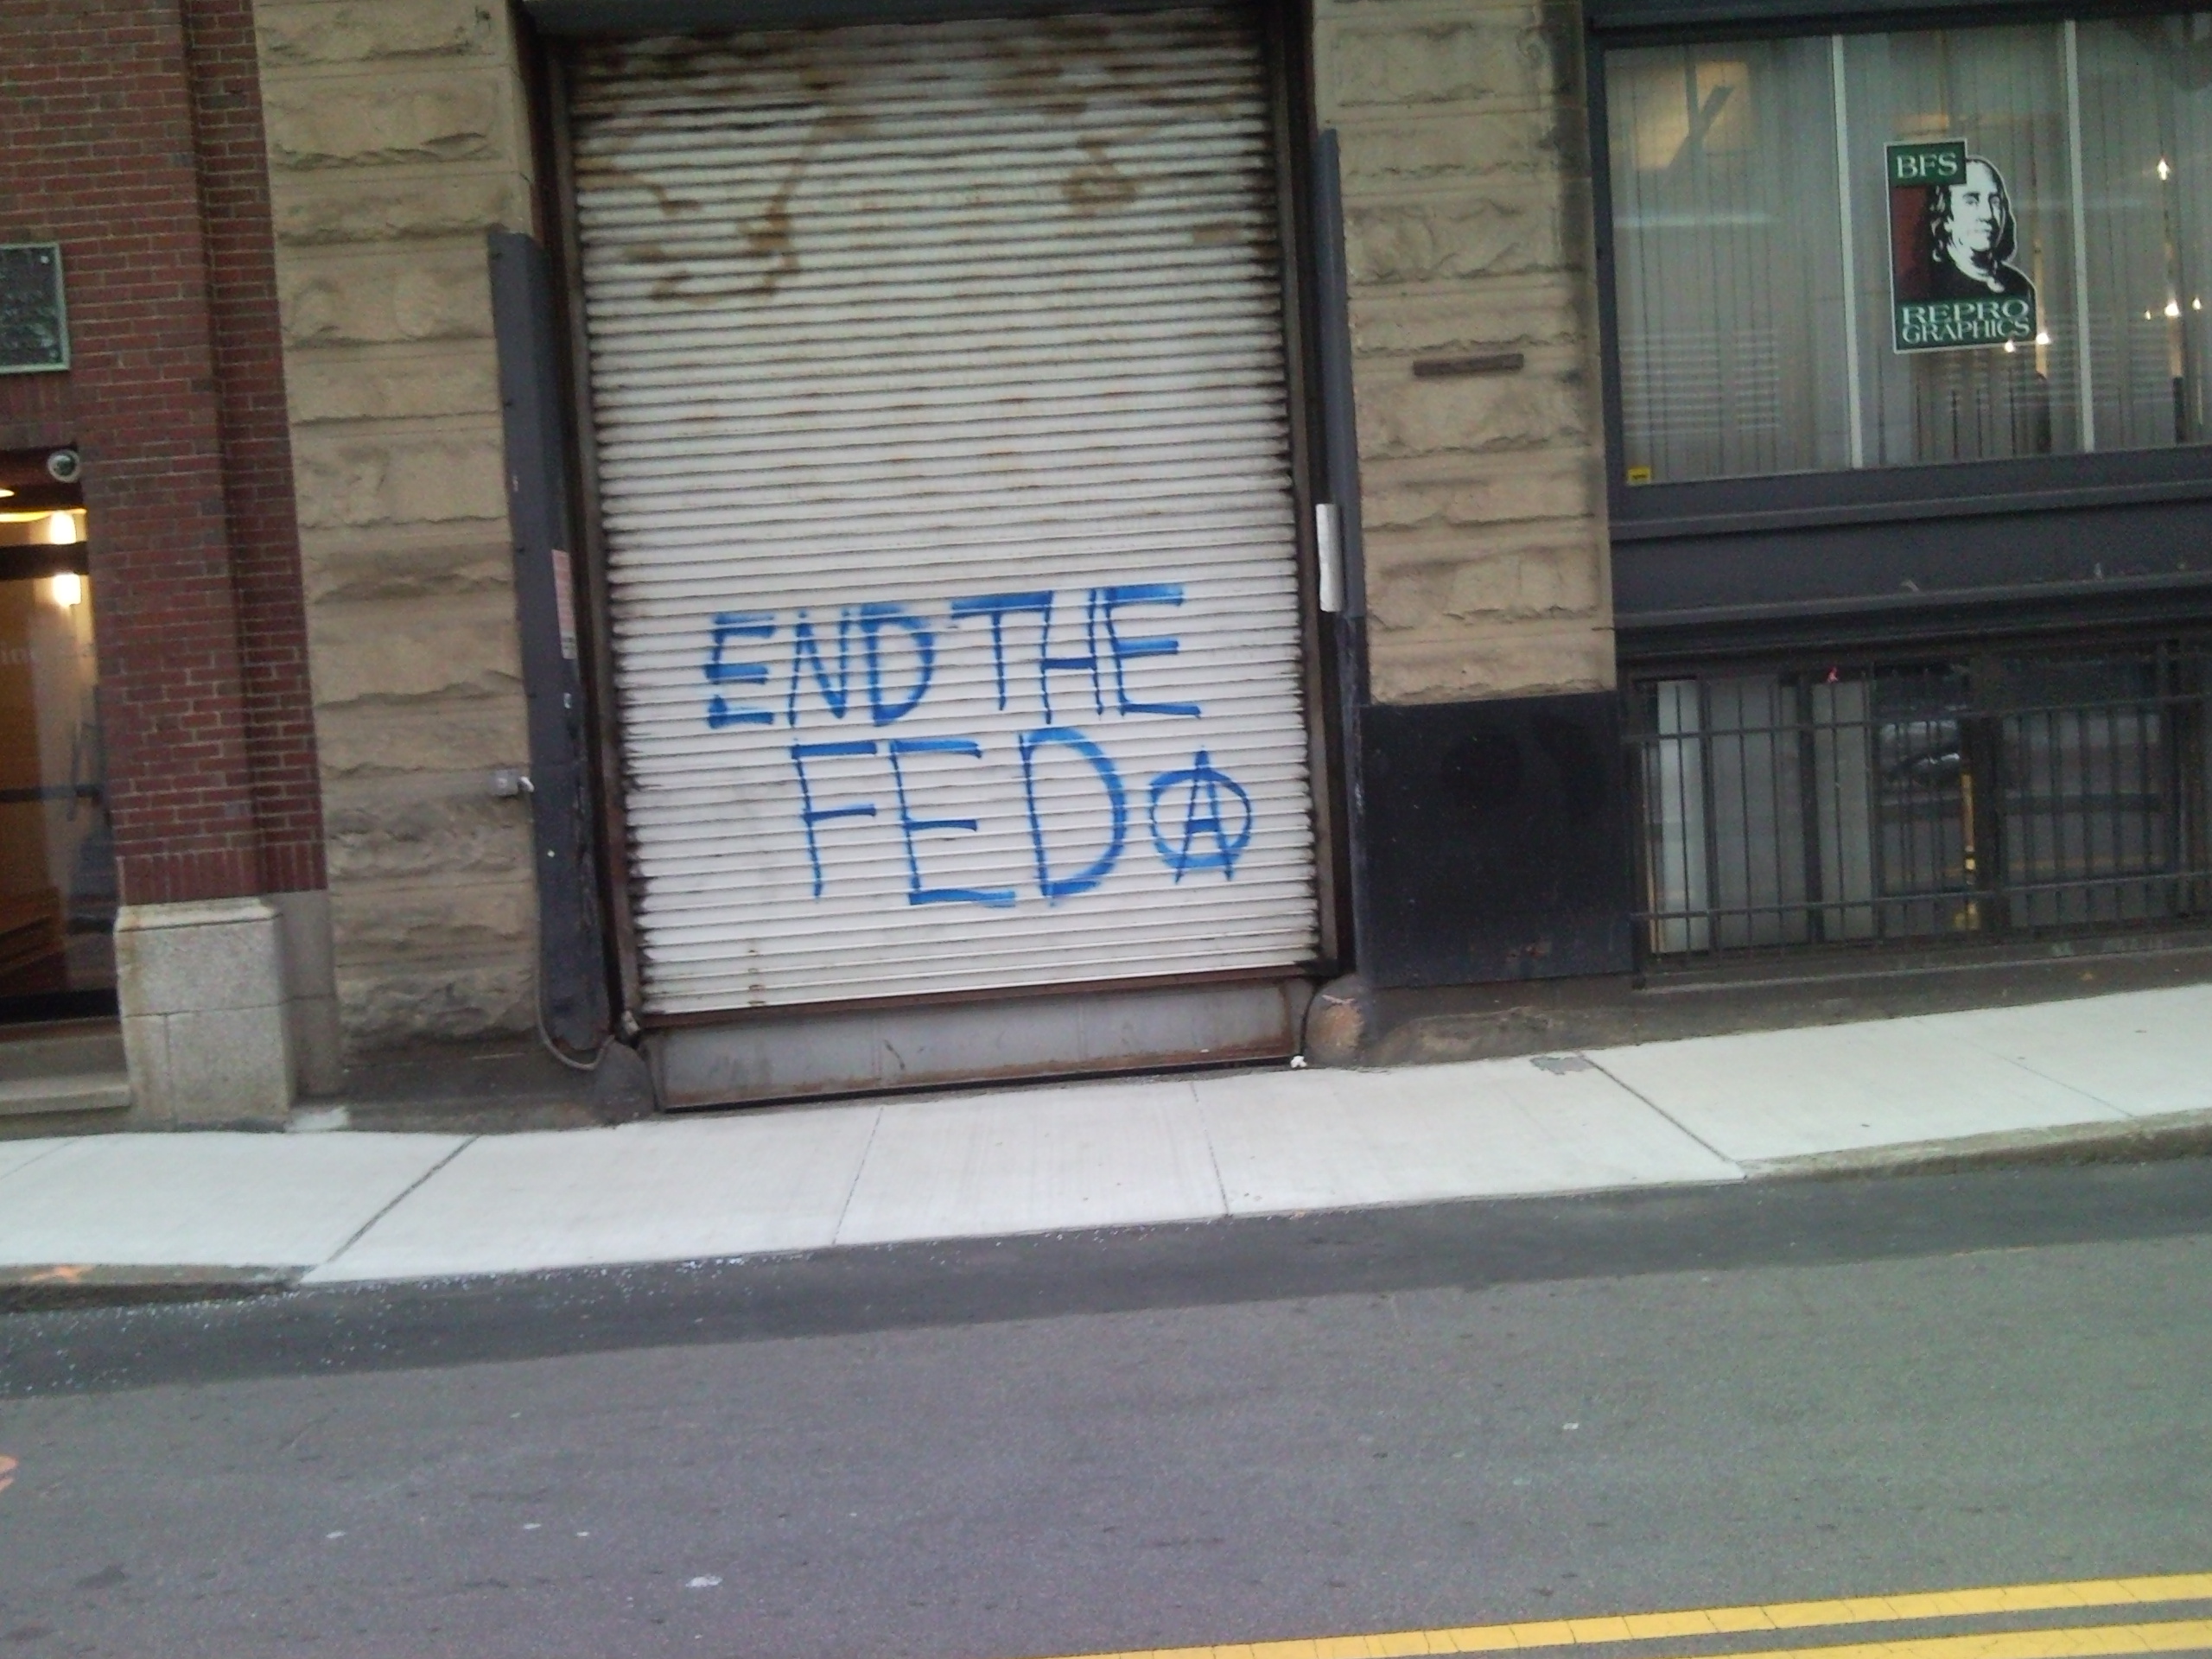 END THE
FED Ⓐ
BFS
REPRO
GRAPHICS